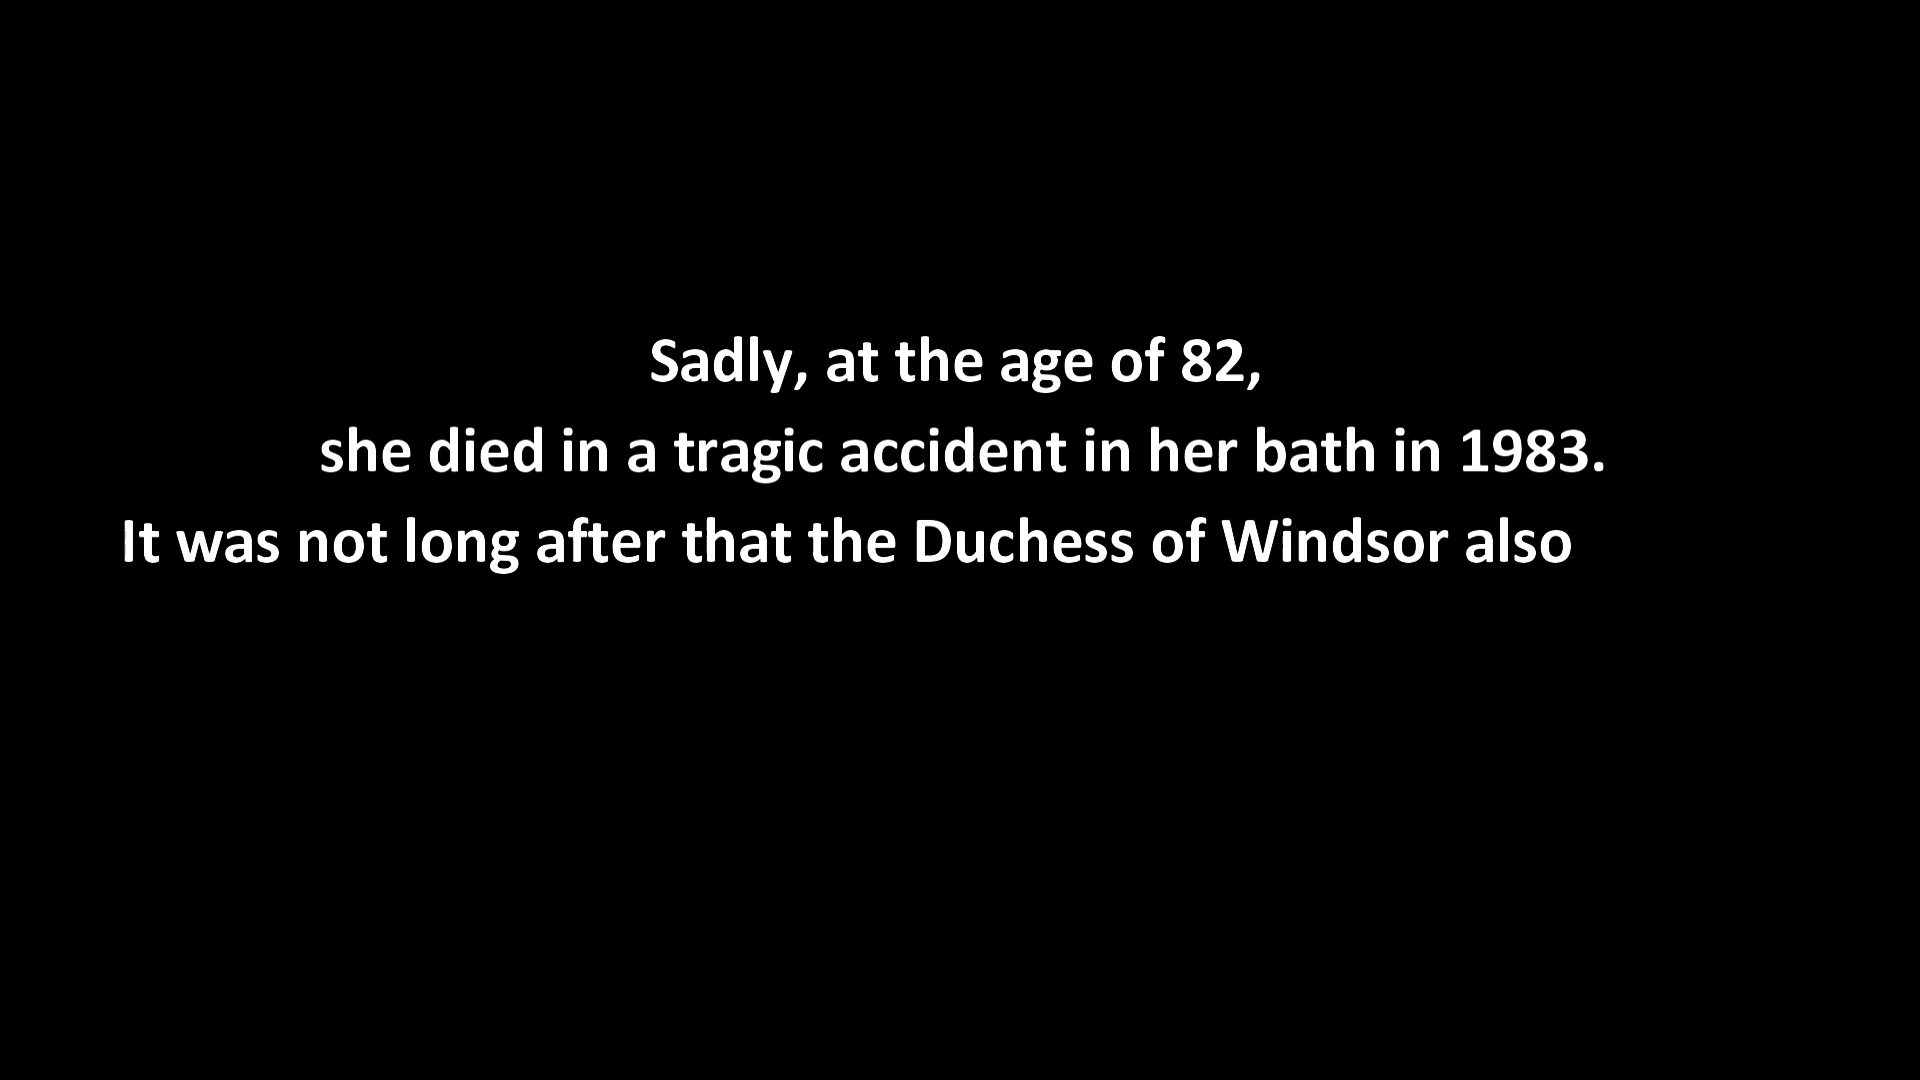 Sadly, at the age of 82,
she died in a tragic accident in her bath in 1983.
It was not long after that the Duchess of Windsor also